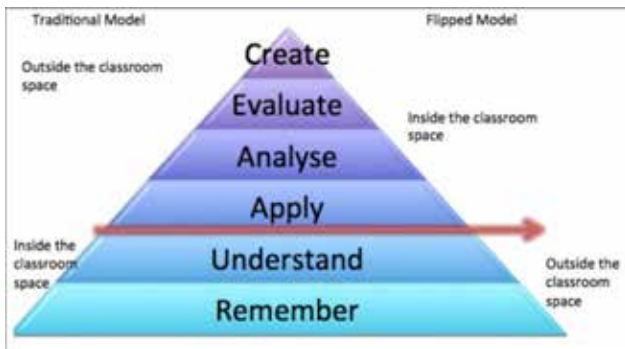 Traditional Model
Flipped Model
Create
Outside the classroom
space
Evaluate
Inside the classroom
space
Analyse
Apply
Inside the
classroom
space
Understand
Outside the
classroom
space
Remember